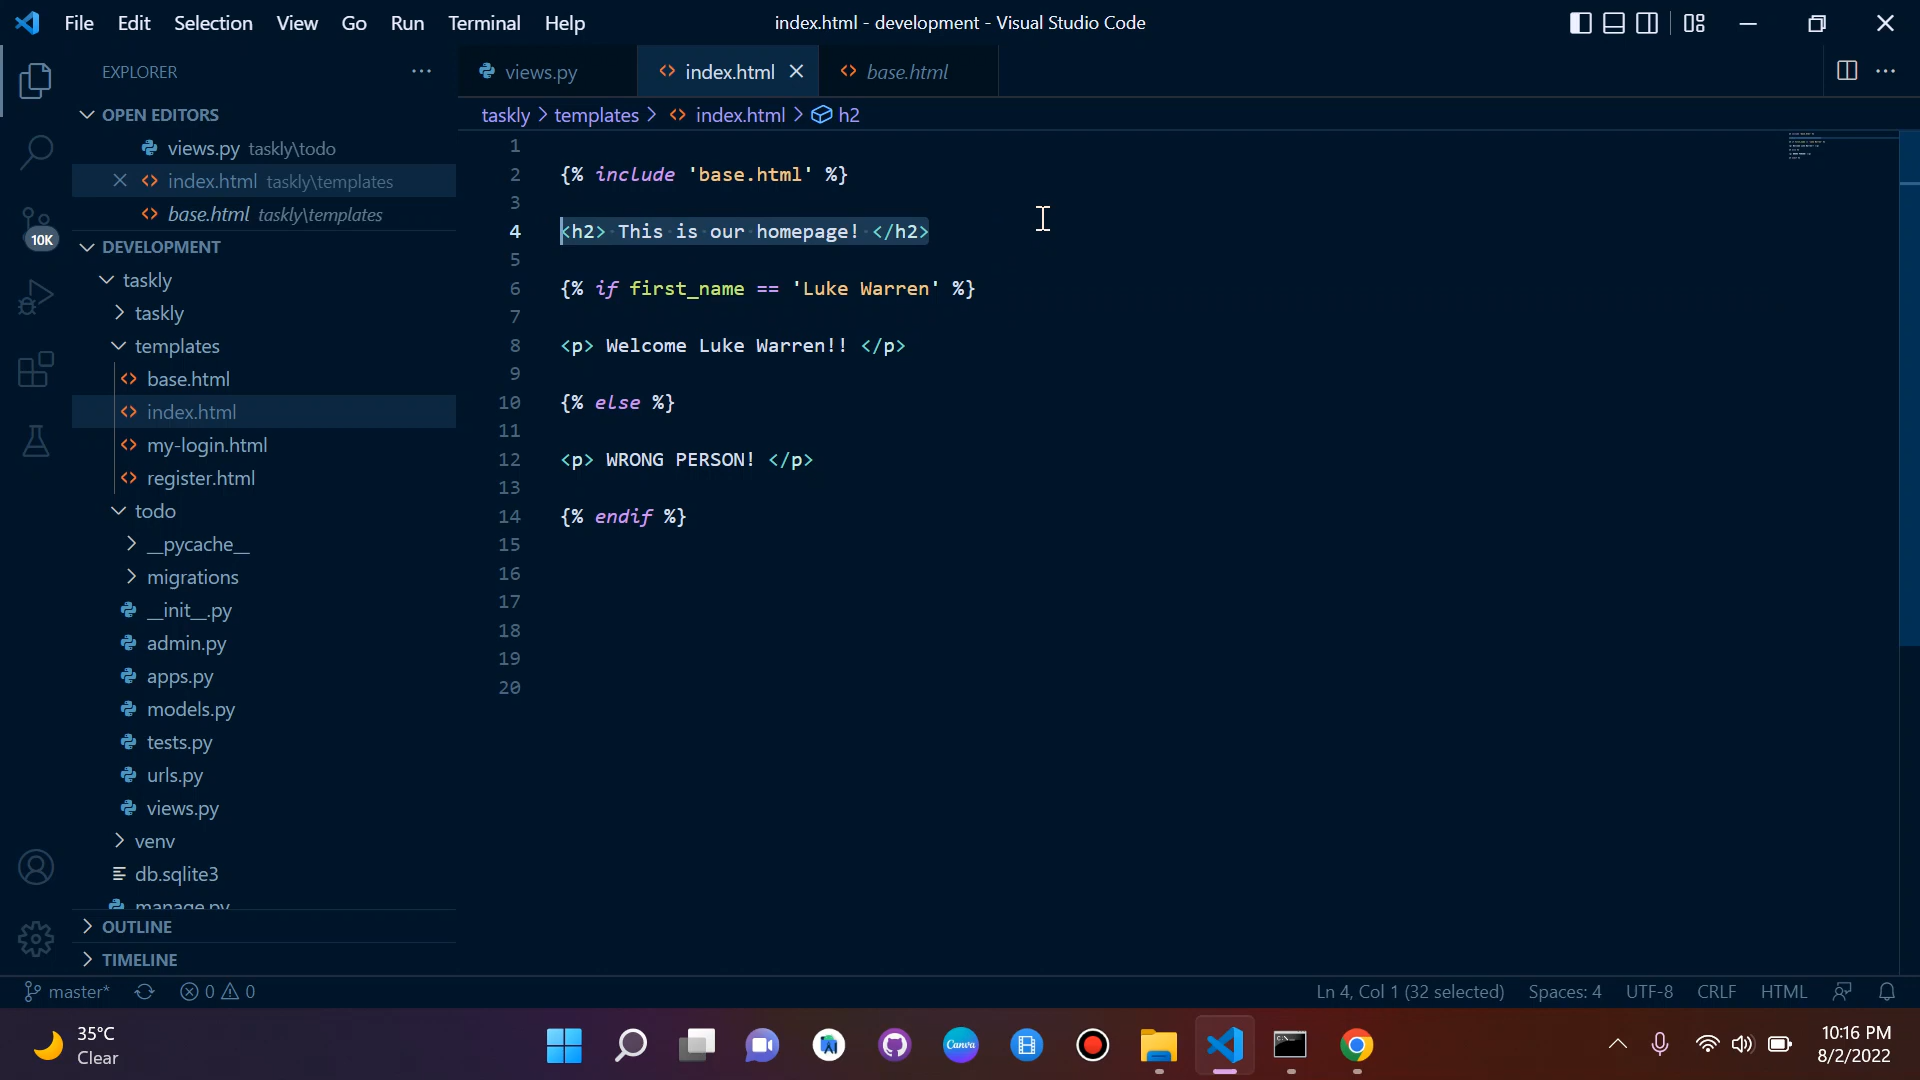 File Edit Selection View Go Run Terminal Help
index.html - development - Visual Studio Code
EXPLORER
OPEN EDITORS
views.py taskly\todo
index.html taskly\templates
base.html taskly\templates
DEVELOPMENT
taskly
taskly
templates
base.html
index.html
my-login.html
register.html
todo
__pycache__
migrations
__init__.py
admin.py
apps.py
models.py
tests.py
urls.py
views.py
venv
db.sqlite3
manage.py
OUTLINE
TIMELINE
10K
views.py index.html base.html
taskly > templates > index.html > h2
1
2 {% include 'base.html' %}
3
4 <h2> This is our homepage! </h2>
5
6 {% if first_name == 'Luke Warren' %}
7
8 <p> Welcome Luke Warren!! </p>
9
10 {% else %}
11
12 <p> WRONG PERSON! </p>
13
14 {% endif %}
15
16
17
18
19
20
master* 0 0
Ln 4, Col 1 (32 selected) Spaces: 4 UTF-8 CRLF HTML
35°C
Clear
Canva
10:16 PM
8/2/2022